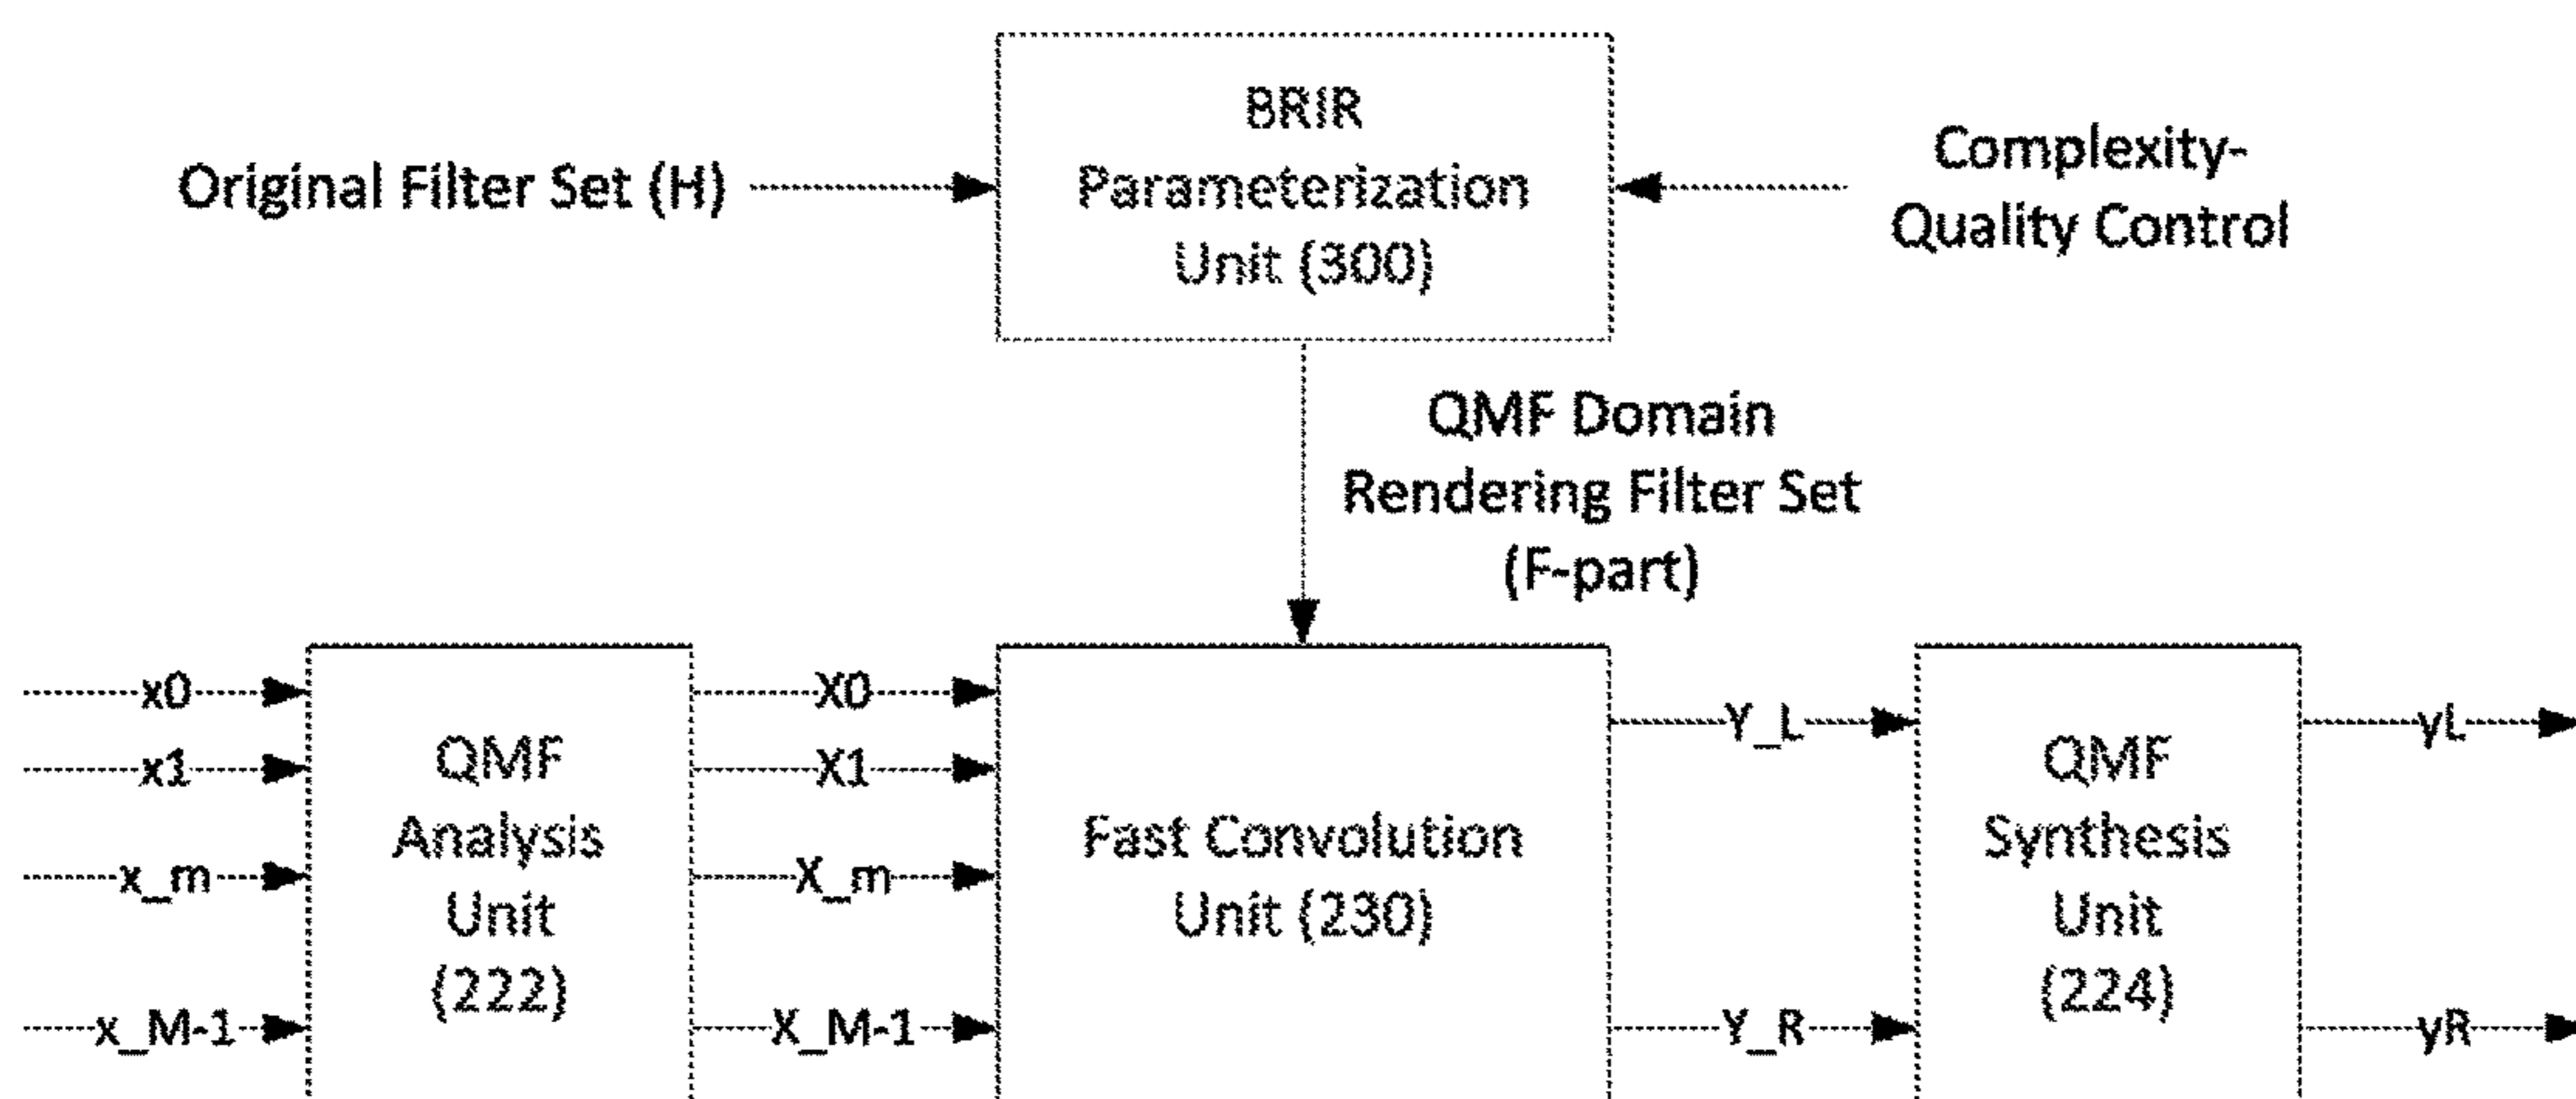 BRIR
Parameterization
Unit (300)
Original Filter Set (H)
Complexity-
Quality Control
QMF Domain
Rendering Filter Set
(F-part)
x0
x1
x_m
x_M-1
QMF
Analysis
Unit
(222)
X0
X1
X_m
X_M-1
Fast Convolution
Unit (230)
Y_L
Y_R
QMF
Synthesis
Unit
(224)
yL
yR